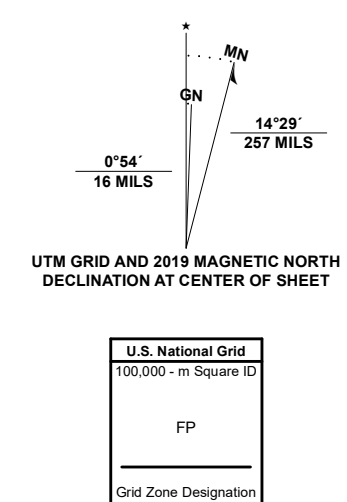 ★
MN
GN
14°29´
257 MILS
0°54´
16 MILS
UTM GRID AND 2019 MAGNETIC NORTH
DECLINATION AT CENTER OF SHEET
U.S. National Grid
100,000 - m Square ID
FP
Grid Zone Designation